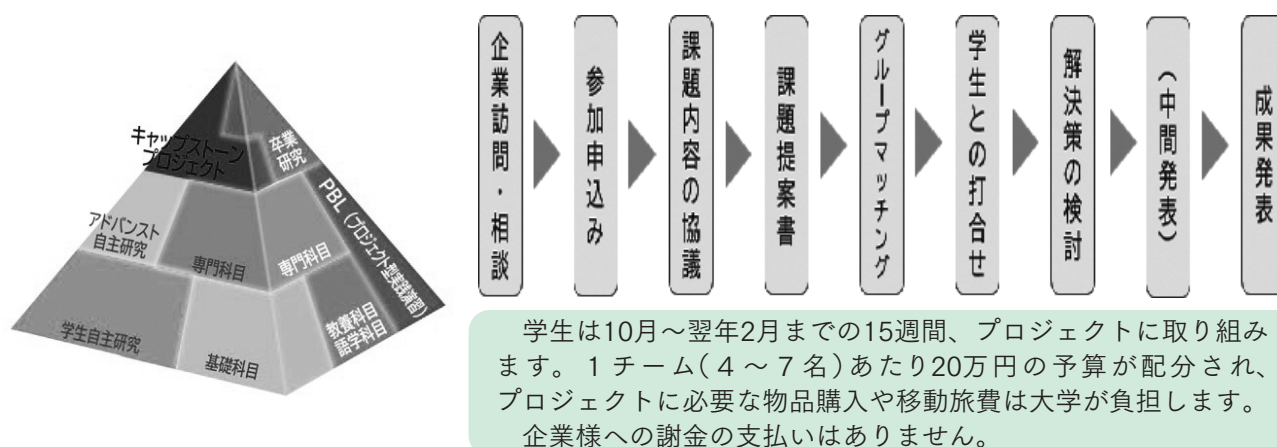 キャップストーン
プロジェクト
卒業
研究
アドバンスト
自主研究
専門科目
専門科目
PBL（プロジェクト型実践演習）
学生自主研究
基礎科目
教養科目
語学科目
企業訪問・相談
参加申込み
課題内容の協議
課題提案書
グループマッチング
学生との打合せ
解決策の検討
（中間発表）
成果発表
学生は10月～翌年2月までの15週間、プロジェクトに取り組み
ます。１チーム(４～７名)あたり20万円の予算が配分され、
プロジェクトに必要な物品購入や移動旅費は大学が負担します。
企業様への謝金の支払いはありません。